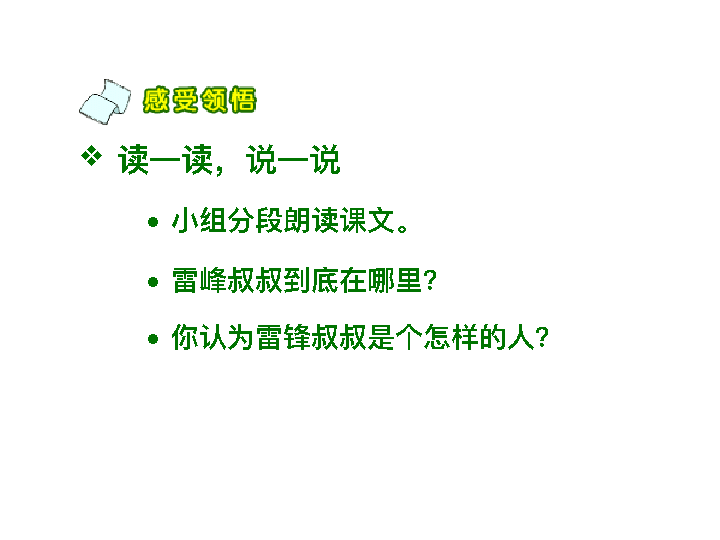 感受领悟
读一读，说一说
小组分段朗读课文。
雷峰叔叔到底在哪里？
你认为雷锋叔叔是个怎样的人？